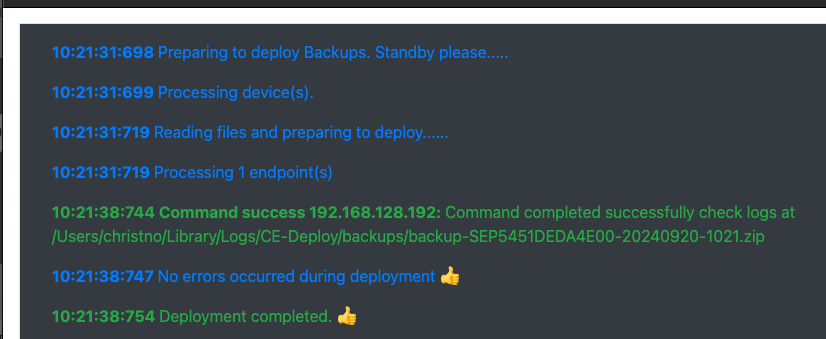 10:21:31:698 Preparing to deploy Backups. Standby please.....
10:21:31:699 Processing device(s).
10:21:31:719 Reading files and preparing to deploy......
10:21:31:719 Processing 1 endpoint(s)
10:21:38:744 Command success 192.168.128.192: Command completed successfully check logs at
/Users/christno/Library/Logs/CE-Deploy/backups/backup-SEP5451DEDA4E00-20240920-1021.zip
10:21:38:747 No errors occurred during deployment 👍
10:21:38:754 Deployment completed. 👍